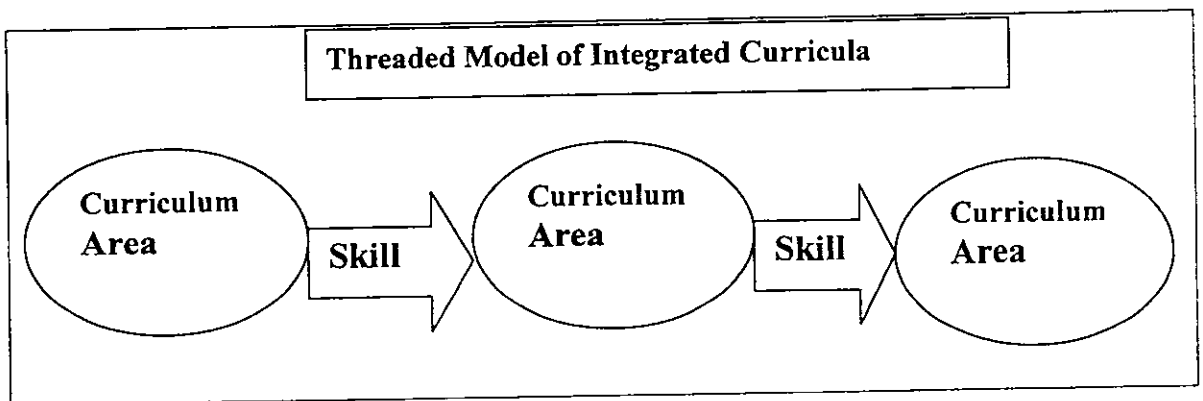 Threaded Model of Integrated Curricula
Curriculum
Area
Skill
Curriculum
Area
Skill
Curriculum
Area